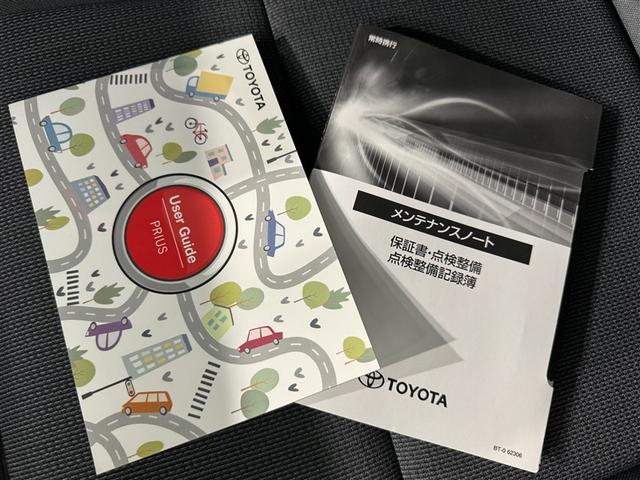 TOYOTA
User Guide
PRIUS
常時携行
メンテナンスノート
保証書・点検整備
点検整備記録簿
TOYOTA
BT-0 62306